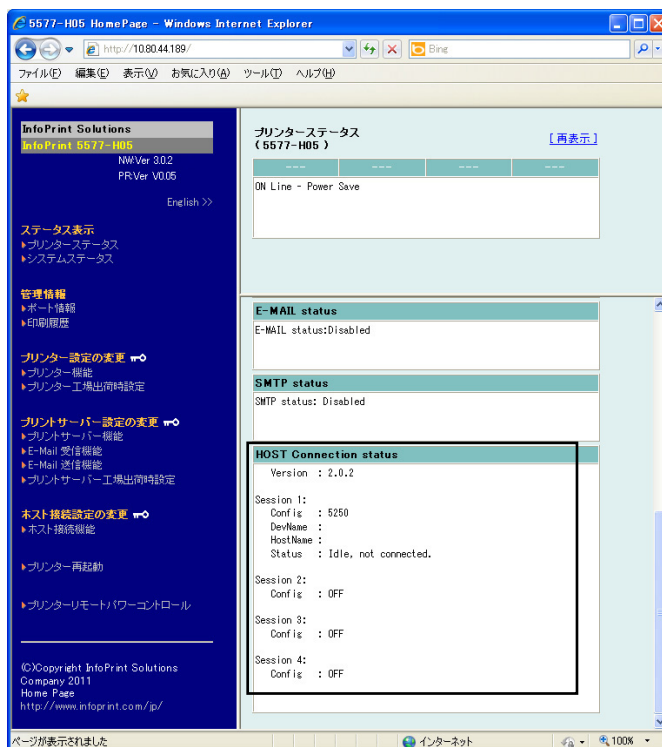 5577-H05 HomePage - Windows Internet Explorer
http://10.80.44.189/
Bing
ファイル(F) 編集(E) 表示(V) お気に入り(A) ツール(T) ヘルプ(H)
InfoPrint Solutions
InfoPrint 5577-H05
NW:Ver 3.0.2
PR:Ver V0.05
English >>
ステータス表示
プリンターステータス
システムステータス
管理情報
ポート情報
印刷履歴
プリンター設定の変更
プリンター機能
プリンター工場出荷時設定
プリントサーバー設定の変更
プリントサーバー機能
E-Mail 受信機能
E-Mail 送信機能
プリントサーバー工場出荷時設定
ホスト接続設定の変更
ホスト接続機能
プリンター再起動
プリンターリモートパワーコントロール
(C)Copyright InfoPrint Solutions
Company 2011
Home Page
http://www.infoprint.com/jp/
プリンターステータス
( 5577-H05 )
[再表示]
--- --- --- ---
ON Line - Power Save
E-MAIL status
E-MAIL status:Disabled
SMTP status
SMTP status: Disabled
HOST Connection status
Version : 2.0.2
Session 1:
Config : 5250
DevName :
HostName :
Status : Idle, not connected.
Session 2:
Config : OFF
Session 3:
Config : OFF
Session 4:
Config : OFF
ページが表示されました インターネット 100%